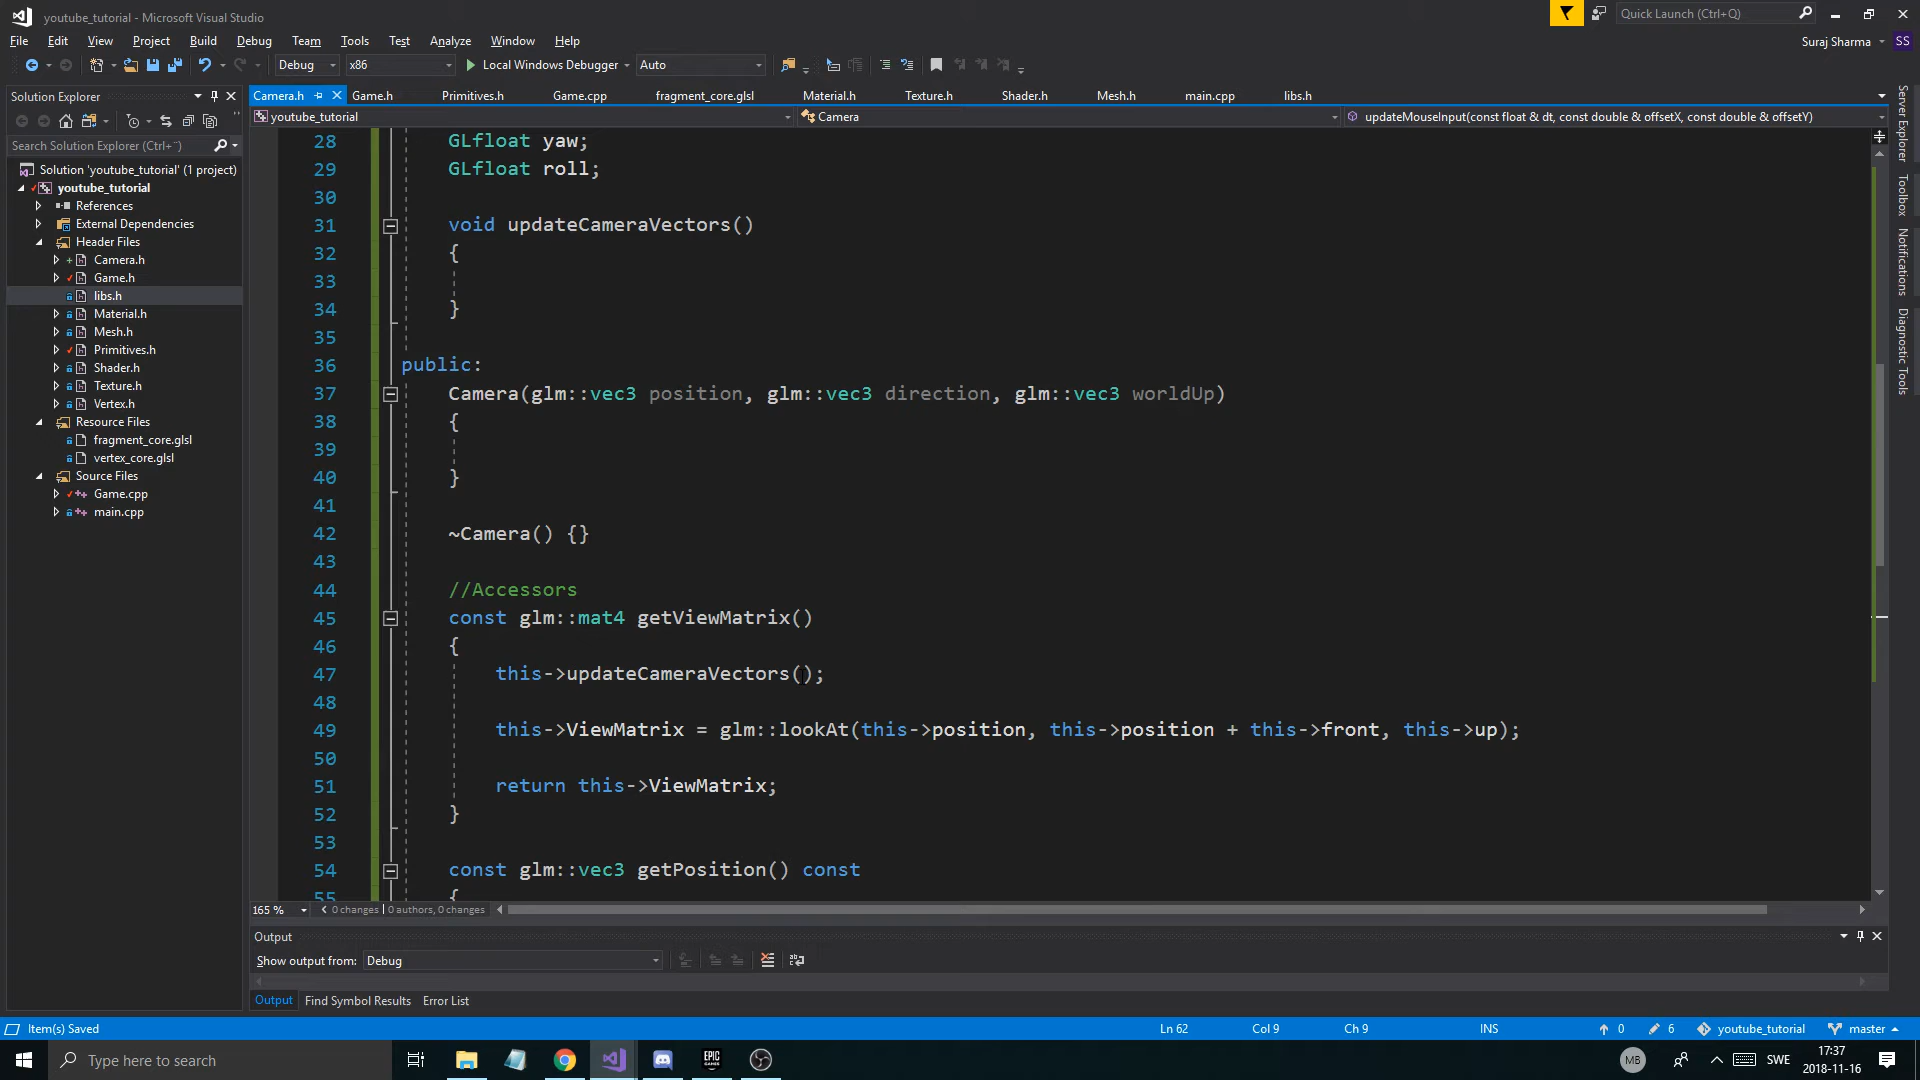 youtube_tutorial - Microsoft Visual Studio
Quick Launch (Ctrl+Q)
File Edit View Project Build Debug Team Tools Test Analyze Window Help
Suraj Sharma SS
Debug x86 Local Windows Debugger Auto
Solution Explorer
Camera.h Game.h Primitives.h Game.cpp fragment_core.glsl Material.h Texture.h Shader.h Mesh.h main.cpp libs.h
youtube_tutorial Camera updateMouseInput(const float & dt, const double & offsetX, const double & offsetY)
Search Solution Explorer (Ctrl+¨)
Solution 'youtube_tutorial' (1 project)
youtube_tutorial
References
External Dependencies
Header Files
Camera.h
Game.h
libs.h
Material.h
Mesh.h
Primitives.h
Shader.h
Texture.h
Vertex.h
Resource Files
fragment_core.glsl
vertex_core.glsl
Source Files
Game.cpp
main.cpp
28 GLfloat yaw;
29 GLfloat roll;
30
31 void updateCameraVectors()
32 {
33
34 }
35
36 public:
37 Camera(glm::vec3 position, glm::vec3 direction, glm::vec3 worldUp)
38 {
39
40 }
41
42 ~Camera() {}
43
44 //Accessors
45 const glm::mat4 getViewMatrix()
46 {
47 this->updateCameraVectors();
48
49 this->ViewMatrix = glm::lookAt(this->position, this->position + this->front, this->up);
50
51 return this->ViewMatrix;
52 }
53
54 const glm::vec3 getPosition() const
55 {
Server Explorer
Toolbox
Notifications
Diagnostic Tools
165 % 0 changes | 0 authors, 0 changes
Output
Show output from: Debug
Output Find Symbol Results Error List
Item(s) Saved Ln 62 Col 9 Ch 9 INS 0 6 youtube_tutorial master
Type here to search
EPIC GAMES
MB SWE 17:37
2018-11-16